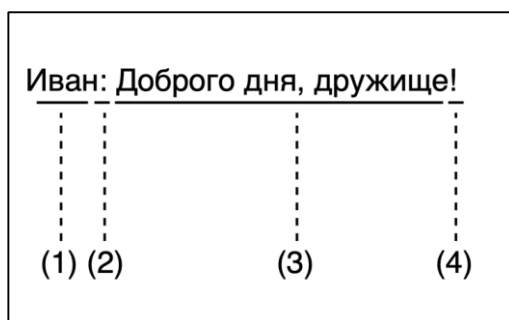 Иван: Доброго дня, дружище!
(1) (2) (3) (4)